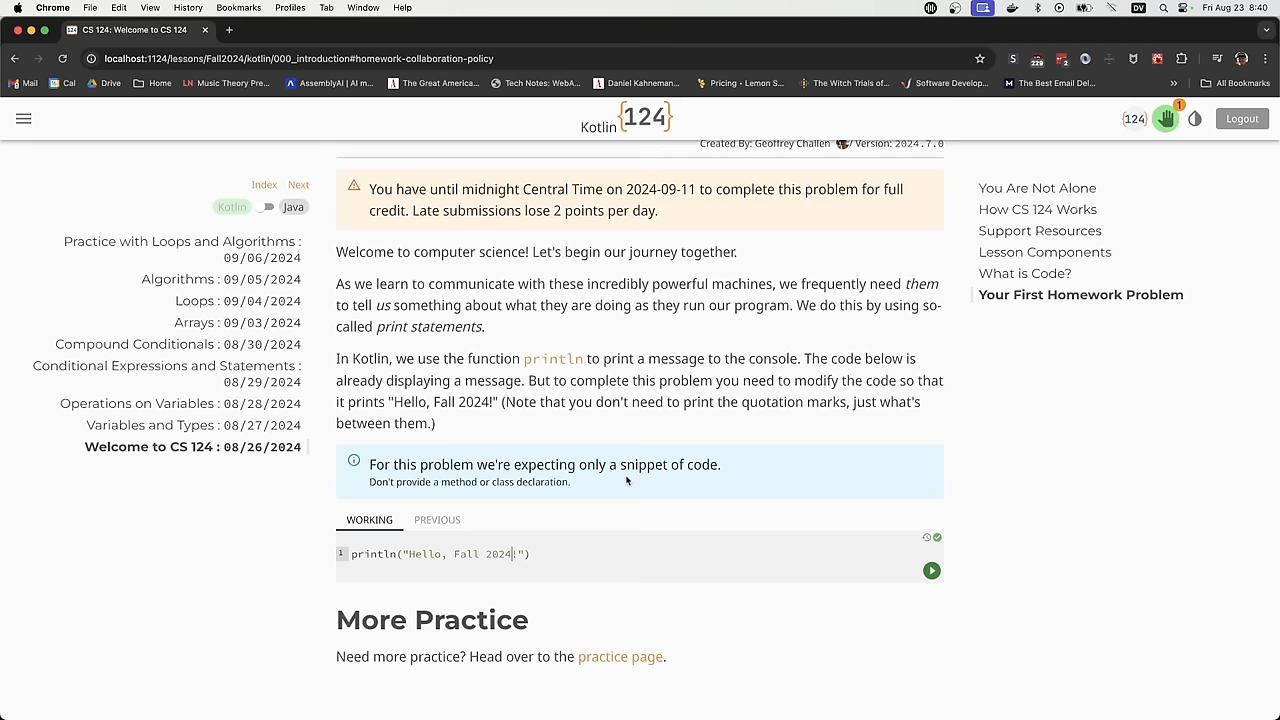 Chrome File Edit View History Bookmarks Profiles Tab Window Help
DV Fri Aug 23 8:40
CS 124: Welcome to CS 124
localhost:1124/lessons/Fall2024/kotlin/000_introduction#homework-collaboration-policy
Mail Cal Drive Home Music Theory Pre... AssemblyAI | AI m... The Great America... Tech Notes: WebA... Daniel Kahneman... Pricing • Lemon S... The Witch Trials of... Software Develop... The Best Email Del... » All Bookmarks
Kotlin {124}
{124} 1 Logout
Created By: Geoffrey Challen / Version: 2024.7.0
Index Next
Kotlin Java
Practice with Loops and Algorithms :
09/06/2024
Algorithms : 09/05/2024
Loops : 09/04/2024
Arrays : 09/03/2024
Compound Conditionals : 08/30/2024
Conditional Expressions and Statements :
08/29/2024
Operations on Variables : 08/28/2024
Variables and Types : 08/27/2024
Welcome to CS 124 : 08/26/2024
You have until midnight Central Time on 2024-09-11 to complete this problem for full
credit. Late submissions lose 2 points per day.
Welcome to computer science! Let's begin our journey together.
As we learn to communicate with these incredibly powerful machines, we frequently need them
to tell us something about what they are doing as they run our program. We do this by using so-
called print statements.
In Kotlin, we use the function println to print a message to the console. The code below is
already displaying a message. But to complete this problem you need to modify the code so that
it prints "Hello, Fall 2024!" (Note that you don't need to print the quotation marks, just what's
between them.)
For this problem we're expecting only a snippet of code.
Don't provide a method or class declaration.
WORKING PREVIOUS
1 println("Hello, Fall 2024!")
More Practice
Need more practice? Head over to the practice page.
You Are Not Alone
How CS 124 Works
Support Resources
Lesson Components
What is Code?
Your First Homework Problem